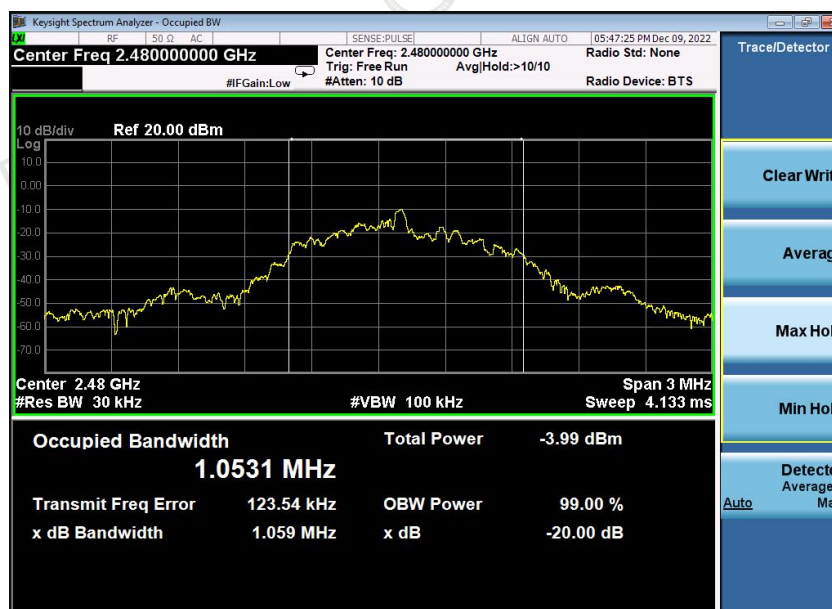 Keysight Spectrum Analyzer - Occupied BW
LXI RF 50 Ω AC SENSE:PULSE ALIGN AUTO 05:47:25 PM Dec 09, 2022
Center Freq 2.480000000 GHz
Center Freq: 2.480000000 GHz
Radio Std: None
Trig: Free Run Avg|Hold:>10/10
#IFGain:Low #Atten: 10 dB Radio Device: BTS
10 dB/div Ref 20.00 dBm
Log
10.0
0.00
-10.0
-20.0
-30.0
-40.0
-50.0
-60.0
-70.0
Center 2.48 GHz Span 3 MHz
#Res BW 30 kHz #VBW 100 kHz Sweep 4.133 ms
Occupied Bandwidth Total Power -3.99 dBm
1.0531 MHz
Transmit Freq Error 123.54 kHz OBW Power 99.00 %
x dB Bandwidth 1.059 MHz x dB -20.00 dB
Trace/Detector
Clear Writ
Averag
Max Hol
Min Hol
Detecto
Average
Auto Ma